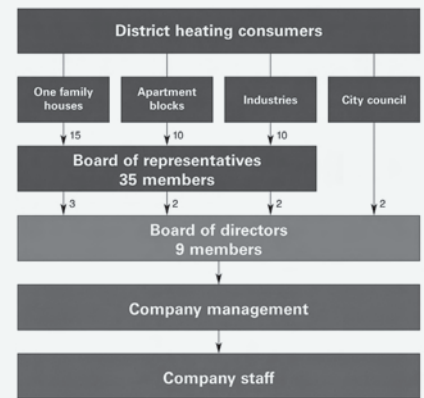 District heating consumers
One family
houses
Apartment
blocks
Industries
City council
15
10
10
Board of representatives
35 members
3
2
2
2
Board of directors
9 members
Company management
Company staff